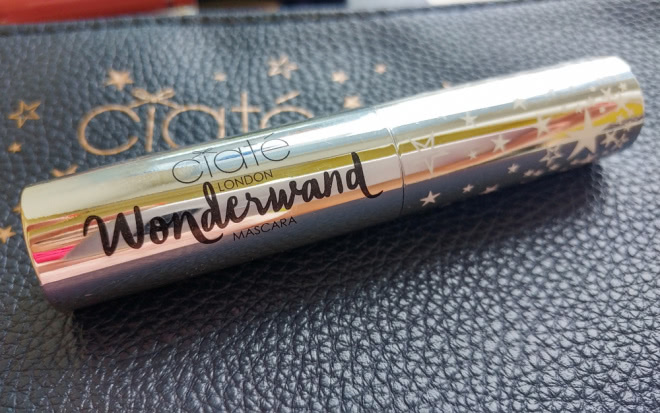 ciaté
ciaté
LONDON
Wonderwand
MASCARA